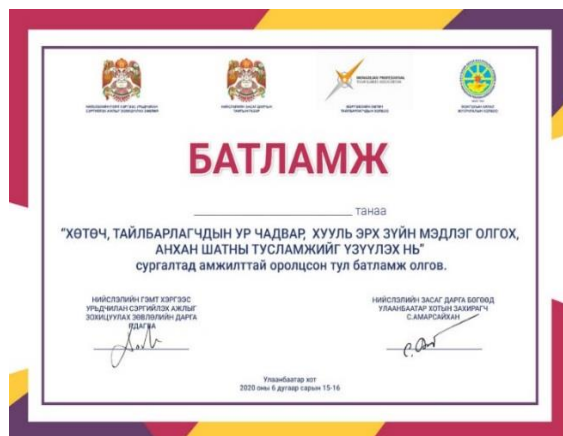 MONGOLIAN PROFESSIONAL
БАТЛАМЖ
танаа
“ХӨТӨЧ, ТАЙЛБАРЛАГЧДЫН УР ЧАДВАР, ХУУЛЬ ЭРХ ЗҮЙН МЭДЛЭГ ОЛГОХ,
АНХАН ШАТНЫ ТУСЛАМЖИЙГ ҮЗҮҮЛЭХ НЬ”
сургалтад амжилттай оролцсон тул батламж олгов.
НИЙСЛЭЛИЙН ГЭМТ ХЭРГЭЭС
УРЬДЧИЛАН СЭРГИЙЛЭХ АЖЛЫГ
ЗОХИЦУУЛАХ ЗӨВЛӨЛИЙН ДАРГА
НИЙСЛЭЛИЙН ЗАСАГ ДАРГА БӨГӨӨД
УЛААНБААТАР ХОТЫН ЗАХИРАГЧ
С.АМАРСАЙХАН
Улаанбаатар хот
2020 оны 6 дугаар сарын 15-16